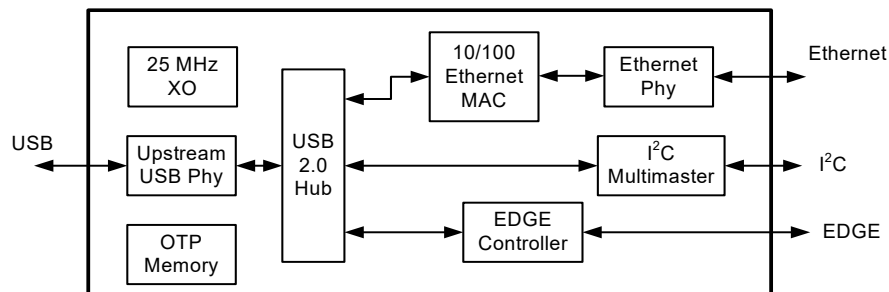 25 MHz
XO
10/100
Ethernet
MAC
Ethernet
Phy
Ethernet
USB
Upstream
USB Phy
USB
2.0
Hub
I²C
Multimaster
I²C
OTP
Memory
EDGE
Controller
EDGE